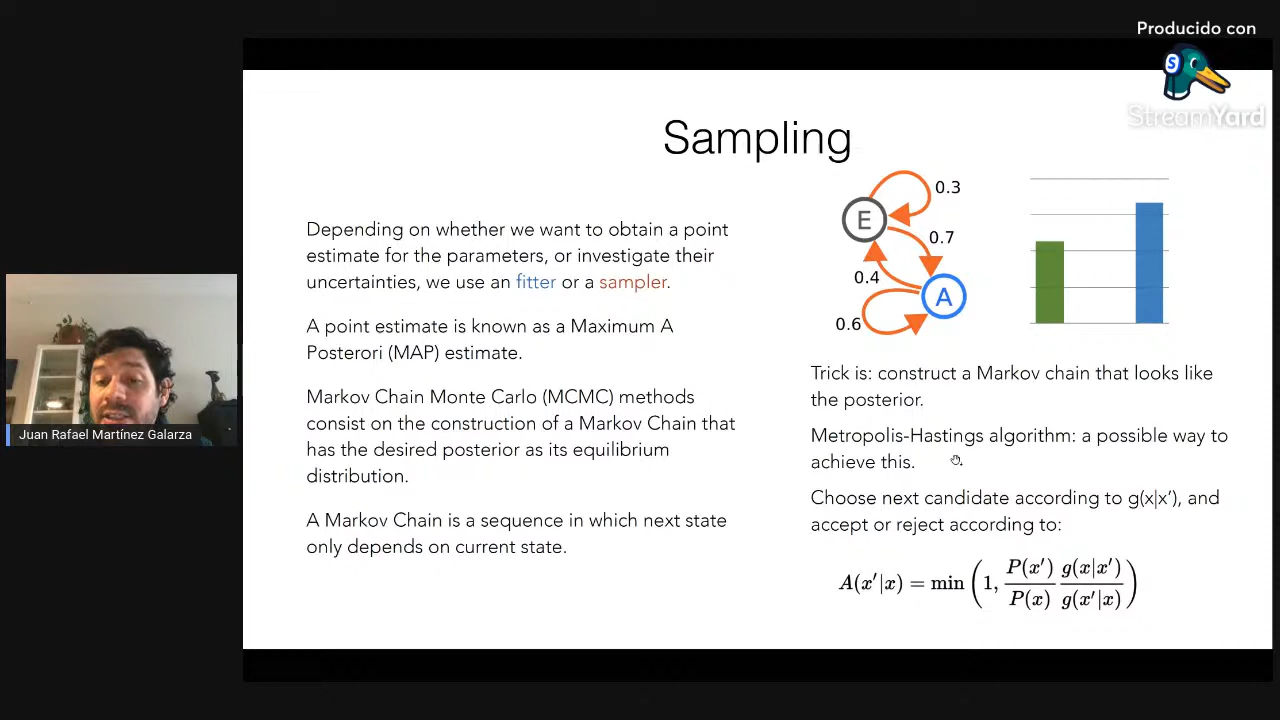 Producido con
StreamYard
Sampling
Depending on whether we want to obtain a point
estimate for the parameters, or investigate their
uncertainties, we use an fitter or a sampler.
A point estimate is known as a Maximum A
Posterori (MAP) estimate.
Markov Chain Monte Carlo (MCMC) methods
consist on the construction of a Markov Chain that
has the desired posterior as its equilibrium
distribution.
A Markov Chain is a sequence in which next state
only depends on current state.
E
0.3
0.7
0.4
A
0.6
Trick is: construct a Markov chain that looks like
the posterior.
Metropolis-Hastings algorithm: a possible way to
achieve this.
Choose next candidate according to g(x|x’), and
accept or reject according to:
A(x′|x) = min (1, P(x′)/P(x) g(x|x′)/g(x′|x))
Juan Rafael Martínez Galarza
S